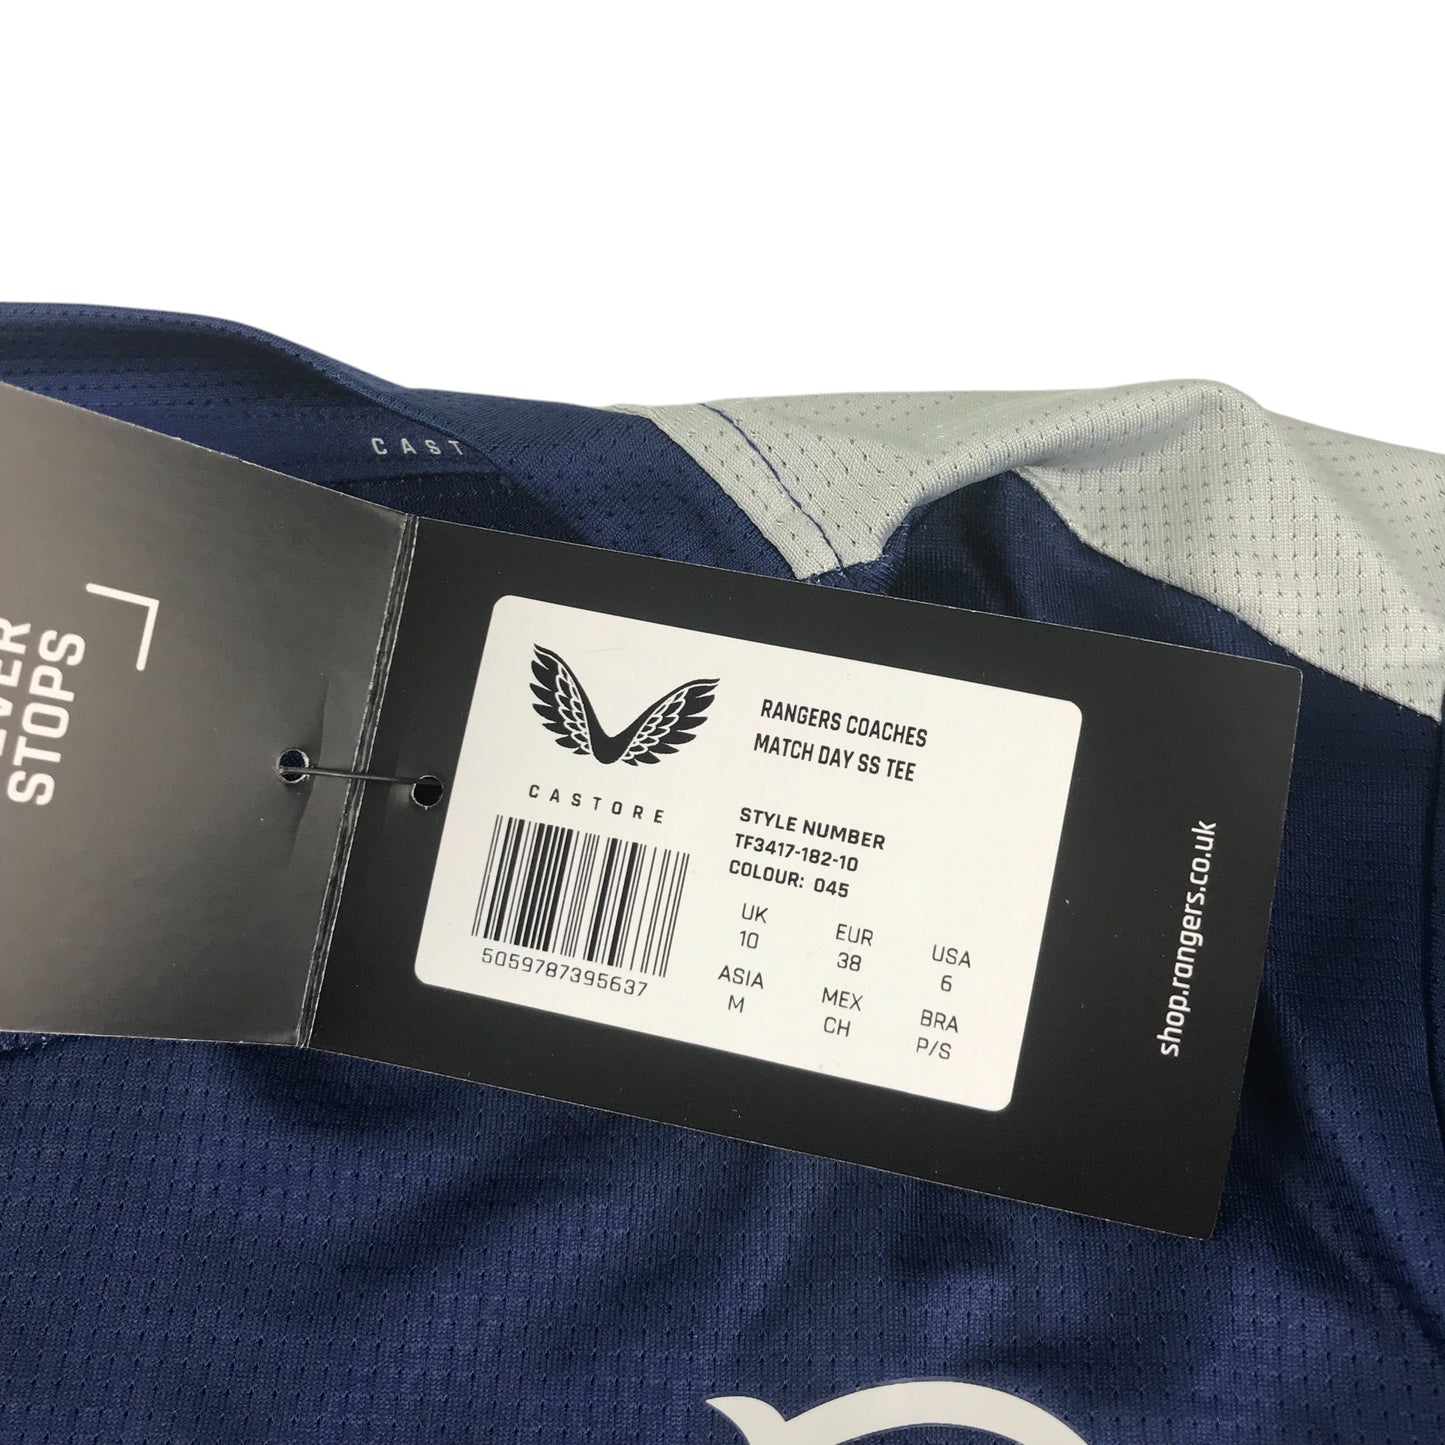 CAST
STOPS
CASTORE
5059787395637
RANGERS COACHES
MATCH DAY SS TEE
STYLE NUMBER
TF3417-182-10
COLOUR: 045
UK EUR USA
10 38 6
ASIA MEX BRA
M CH P/S
shop.rangers.co.uk